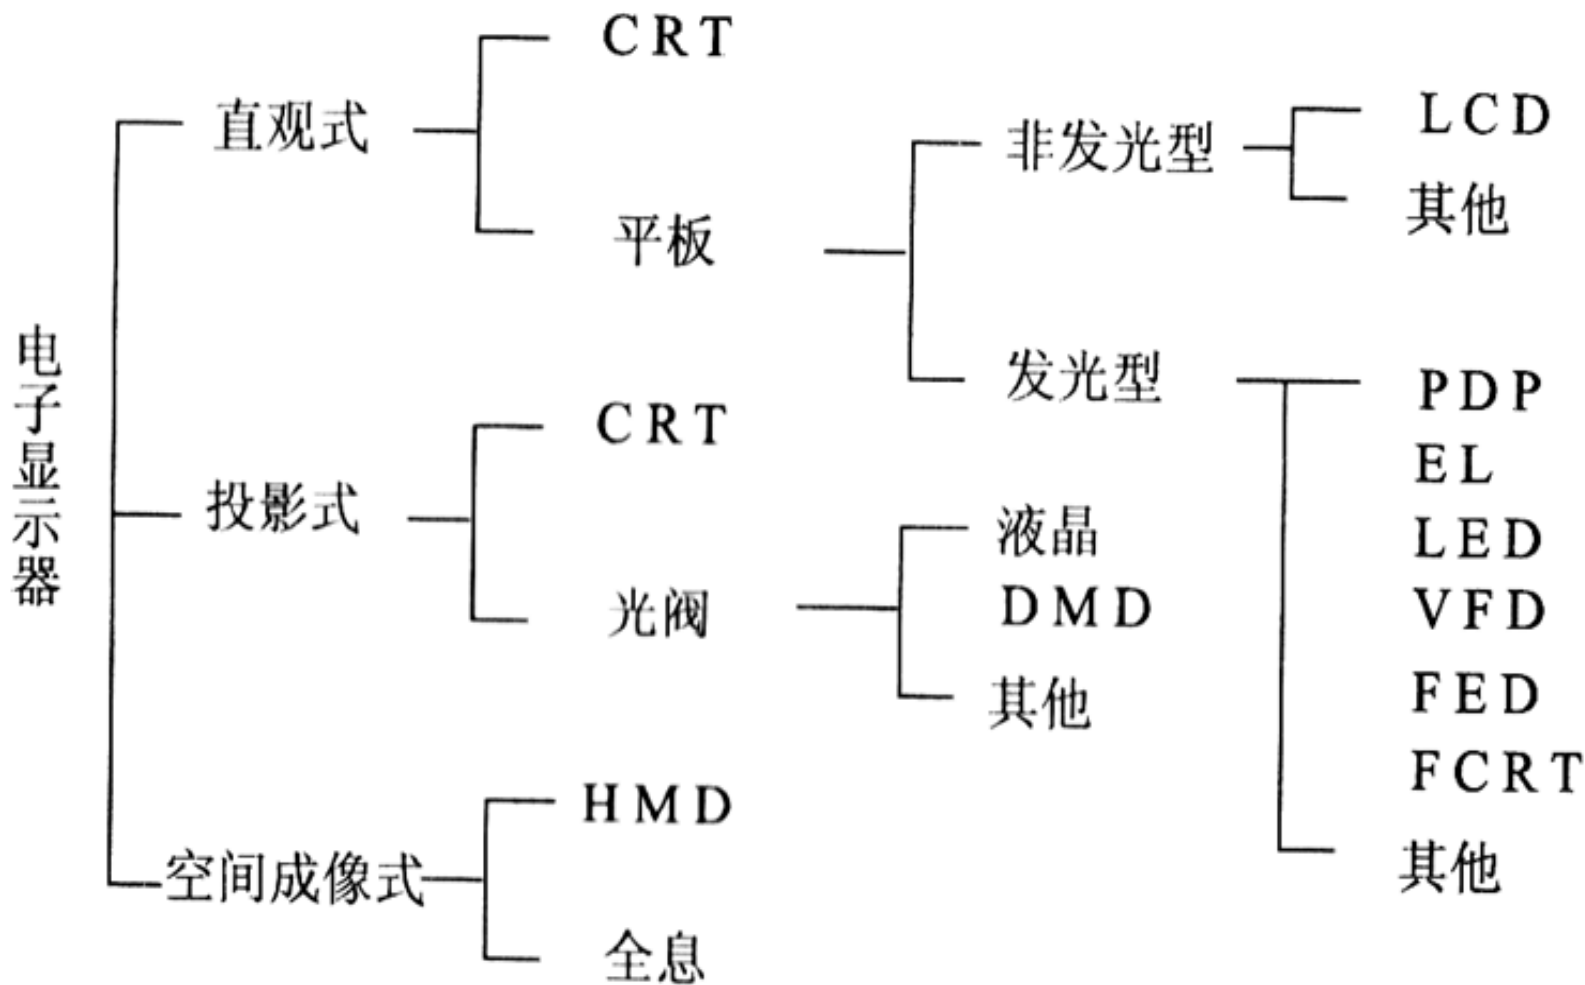 电子显示器
直观式
CRT
平板
非发光型
LCD
其他
发光型
PDP
EL
LED
VFD
FED
FCRT
其他
投影式
CRT
光阀
液晶
DMD
其他
空间成像式
HMD
全息